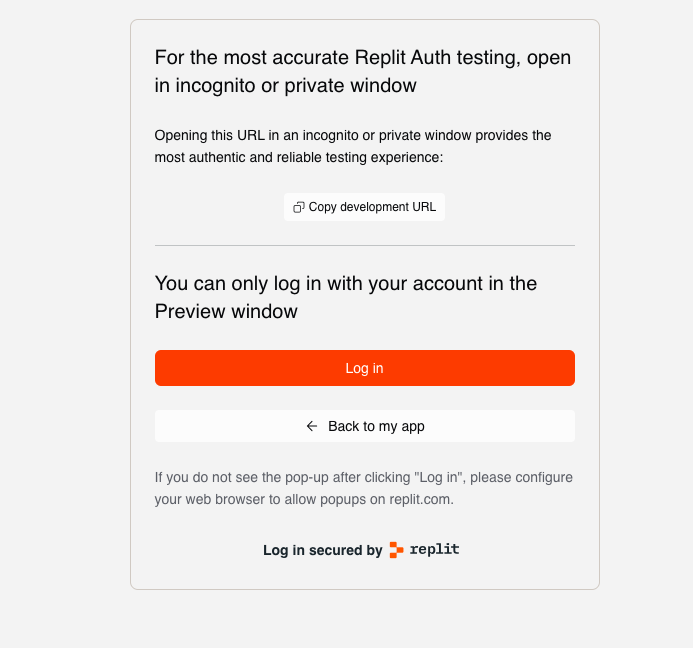 For the most accurate Replit Auth testing, open
in incognito or private window
Opening this URL in an incognito or private window provides the
most authentic and reliable testing experience:
Copy development URL
You can only log in with your account in the
Preview window
Log in
← Back to my app
If you do not see the pop-up after clicking "Log in", please configure
your web browser to allow popups on replit.com.
Log in secured by replit